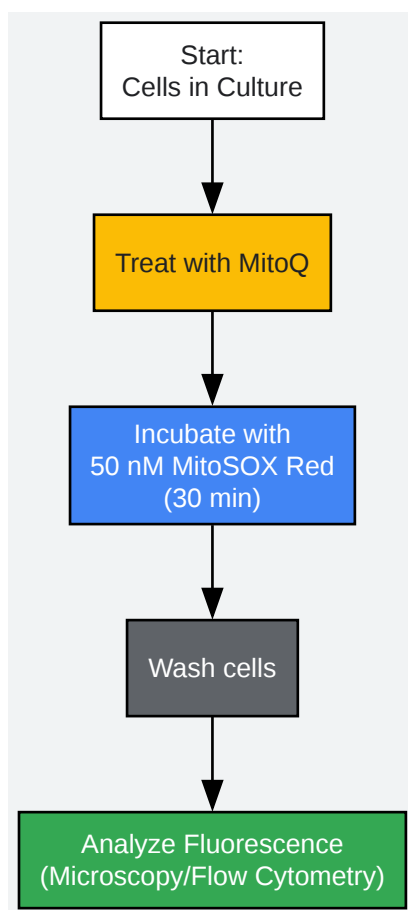 Start:
Cells in Culture
Treat with MitoQ
Incubate with
50 nM MitoSOX Red
(30 min)
Wash cells
Analyze Fluorescence
(Microscopy/Flow Cytometry)